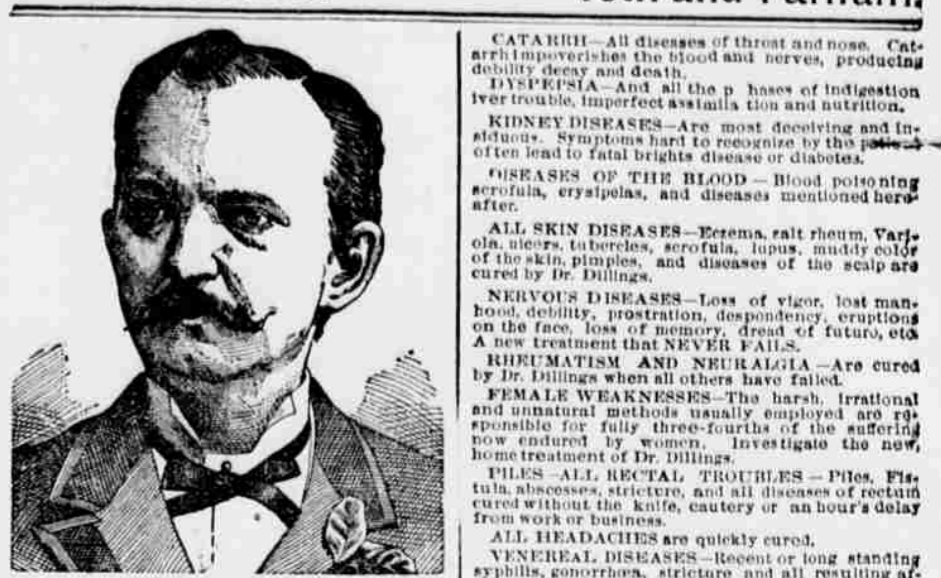 and Farnam.
CATARRH—All diseases of throat and nose. Cat-
arrh impoverishes the blood and nerves, producing
debility decay and death.
DYSPEPSIA—And all the p hases of indigestion
iver trouble, imperfect assimila tion and nutrition.
KIDNEY DISEASES—Are most deceiving and in-
siduous. Symptoms hard to recognize by the patient
often lead to fatal brights disease or diabetes.
DISEASES OF THE BLOOD—Blood poisoning
scrofula, erysipelas, and diseases mentioned here-
after.
ALL SKIN DISEASES—Eczema, salt rheum, Vari-
ola, ulcers, tubercles, scrofula, lupus, muddy color
of the skin, pimples, and diseases of the scalp are
cured by Dr. Dillings.
NERVOUS DISEASES—Loss of vigor, lost man-
hood, debility, prostration, despondency, eruptions
on the face, loss of memory, dread of future, etc.
A new treatment that NEVER FAILS.
RHEUMATISM AND NEURALGIA—Are cured
by Dr. Dillings when all others have failed.
FEMALE WEAKNESSES—The harsh, irrational
and unnatural methods usually employed are re-
sponsible for fully three-fourths of the suffering
now endured by women. Investigate the new,
home treatment of Dr. Dillings.
PILES—ALL RECTAL TROUBLES—Piles, Fis-
tula, abscesses, stricture, and all diseases of rectum
cured without the knife, cautery or an hour's delay
from work or business.
ALL HEADACHES are quickly cured.
VENEREAL DISEASES—Recent or long standing
syphilis, gonorrhœa, stricture and all resulting af-